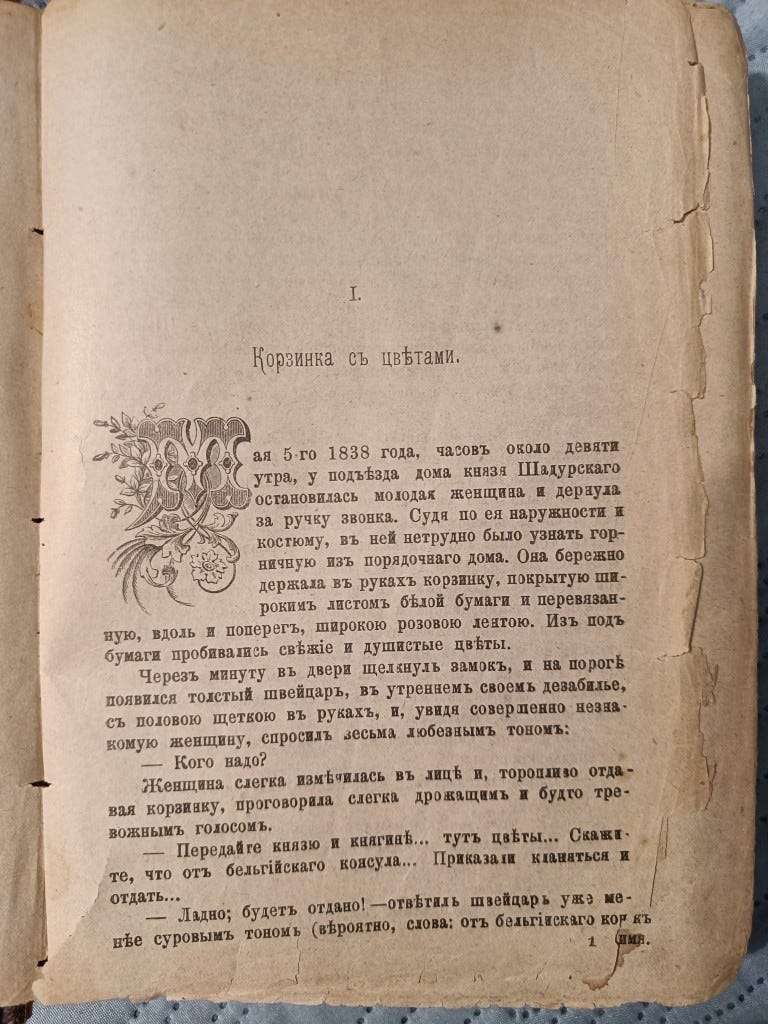 I.
Корзинка съ цвѣтами.
Мая 5-го 1838 года, часовъ около девяти
утра, у подъѣзда дома князя Шадурскаго
остановилась молодая женщина и дернула
за ручку звонка. Судя по ея наружности и
костюму, въ ней нетрудно было узнать гор-
ничную изъ порядочнаго дома. Она бережно
держала въ рукахъ корзинку, покрытую ши-
рокимъ листомъ бѣлой бумаги и перевязан-
ную, вдоль и поперегъ, широкою розовою лентою. Изъ подъ
бумаги пробивались свѣжіе и душистые цвѣты.
Черезъ минуту въ двери щелкнулъ замокъ, и на порогѣ
появился толстый швейцаръ, въ утреннемъ своемъ дезабилье,
съ половою щеткою въ рукахъ, и, увидя совершенно незна-
комую женщину, спросилъ весьма любезнымъ тономъ:
— Кого надо?
Женщина слегка измѣнилась въ лицѣ и, торопливо отда-
вая корзинку, проговорила слегка дрожащимъ и будто тре-
вожнымъ голосомъ.
— Передайте князю и княгинѣ... тутъ цвѣты... Скажи-
те, что отъ бельгійскаго консула... Приказали кланяться и
отдать...
— Ладно; будетъ отдано!—отвѣтилъ швейцаръ уже ме-
нѣе суровымъ тономъ (вѣроятно, слова: отъ бельгійскаго
1